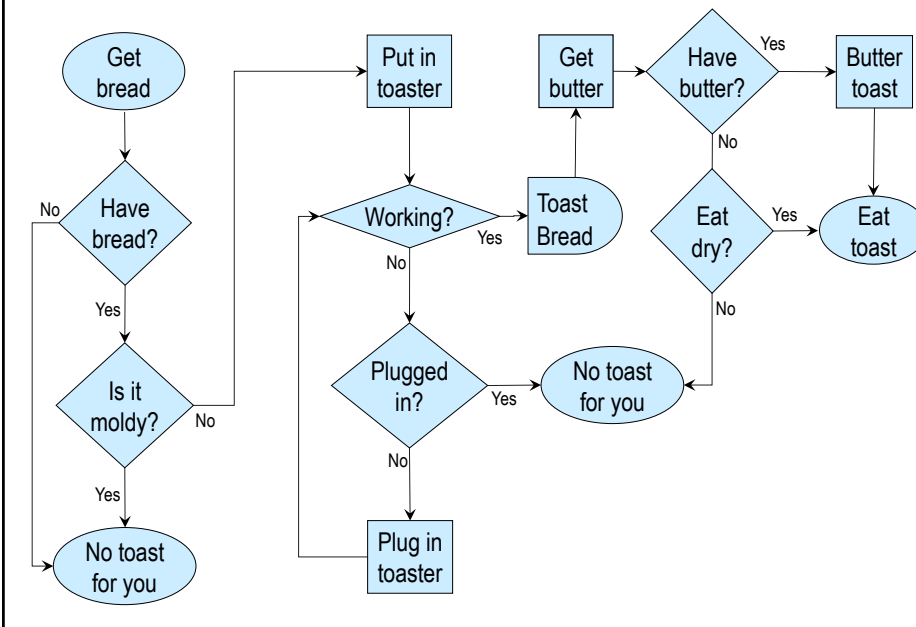 Get
bread
No
Have
bread?
Yes
Is it
moldy?
No
Yes
No toast
for you
Put in
toaster
Working?
Yes
No
Plugged
in?
Yes
No
Plug in
toaster
Toast
Bread
Get
butter
Have
butter?
Yes
No
Butter
toast
Eat
dry?
Yes
No
Eat
toast
No toast
for you